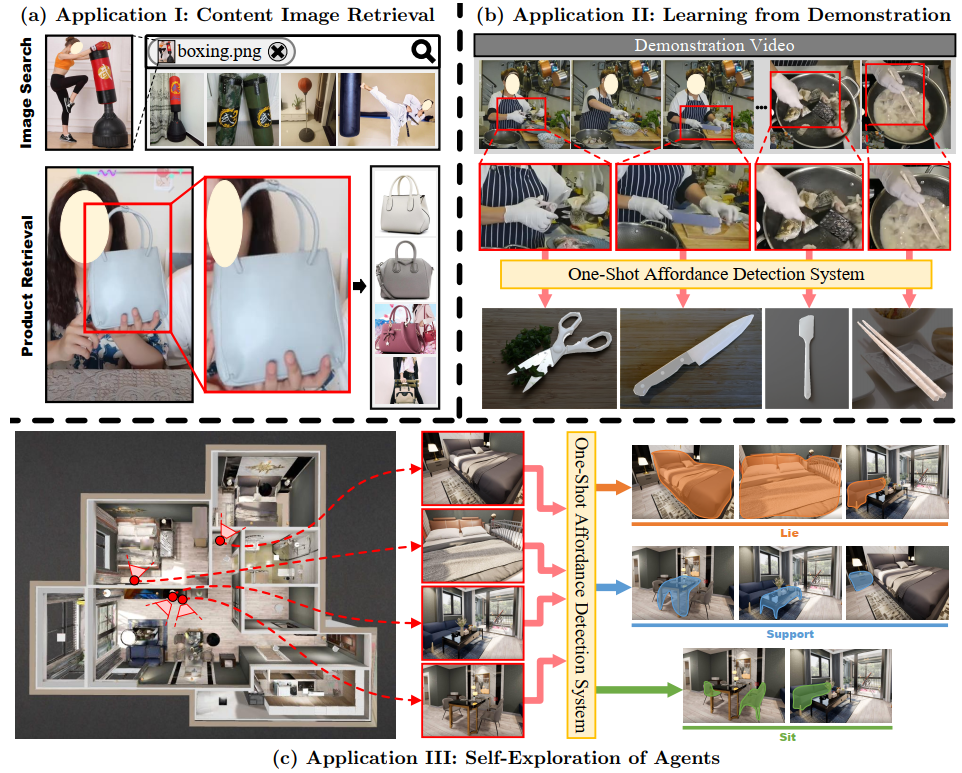 (a) Application I: Content Image Retrieval
Image Search
boxing.png
Product Retrieval
(b) Application II: Learning from Demonstration
Demonstration Video
...
One-Shot Affordance Detection System
One-Shot Affordance Detection System
Lie
Support
Sit
(c) Application III: Self-Exploration of Agents